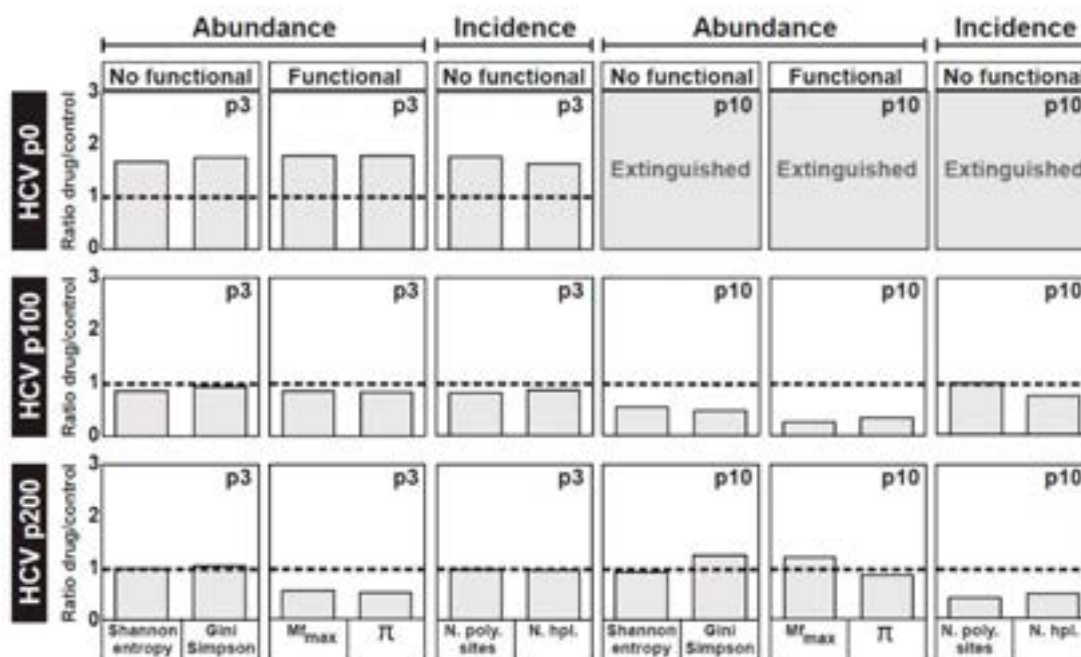 Abundance Incidence Abundance Incidence
No functional Functional No functional No functional Functional No functional
HCV p0
Ratio drug/control
3
2
1
0
p3 p3 p3 p10 p10 p10
Extinguished Extinguished Extinguished
HCV p100
Ratio drug/control
3
2
1
0
p3 p3 p3 p10 p10 p10
HCV p200
Ratio drug/control
3
2
1
0
p3 p3 p3 p10 p10 p10
Shannon entropy Gini Simpson Mfmax π N. poly. sites N. hpl. Shannon entropy Gini Simpson Mfmax π N. poly. sites N. hpl.